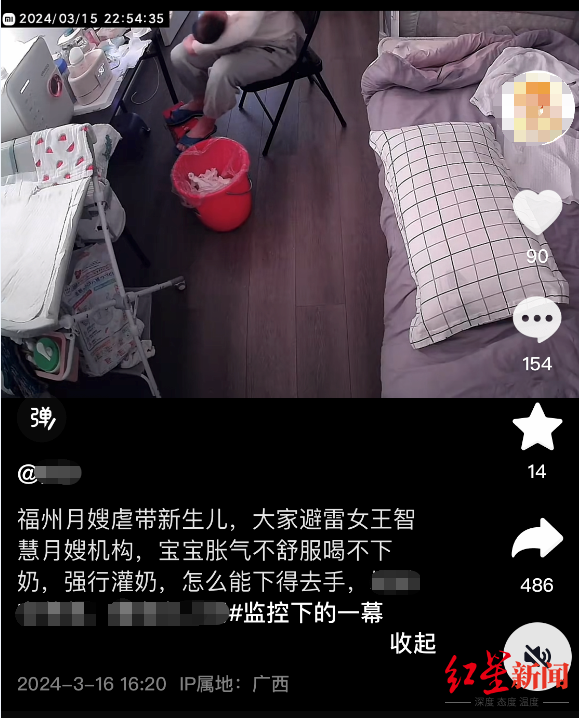 2024/03/15 22:54:35
90
154
弹
@
14
福州月嫂虐带新生儿，大家避雷女王智
慧月嫂机构，宝宝胀气不舒服喝不下
奶，强行灌奶，怎么能下得去手，
486
#监控下的一幕
收起
2024-3-16 16:20 IP属地：广西
红星新闻
深度 态度 温度